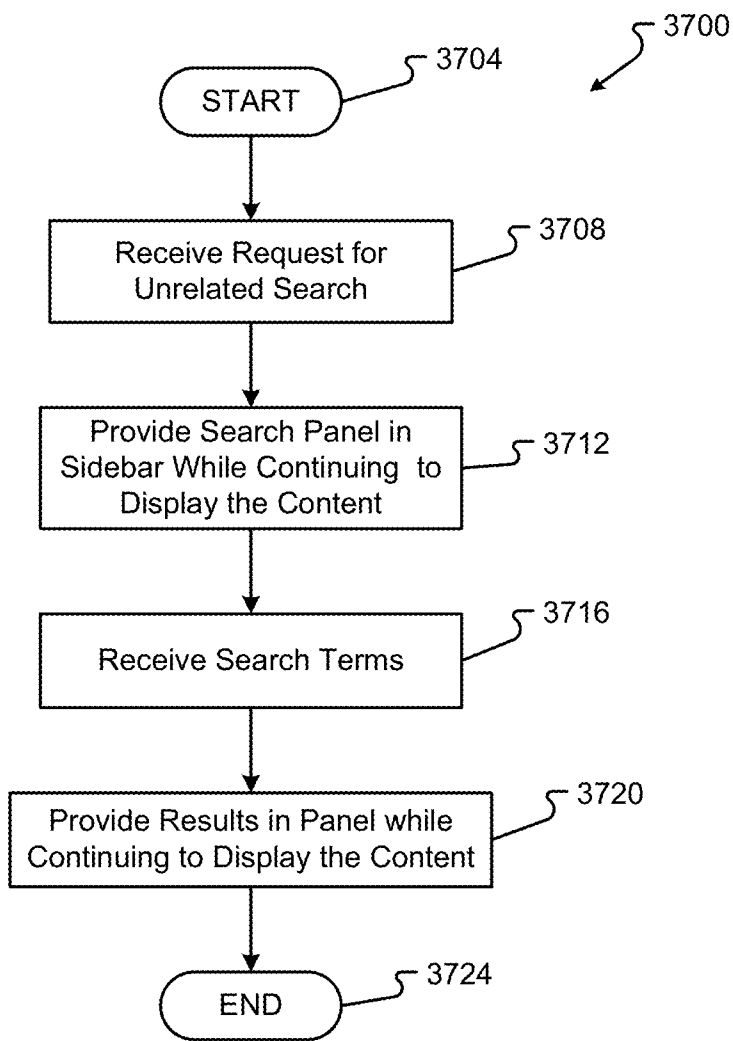 3700
3704
START
3708
Receive Request for
Unrelated Search
Provide Search Panel in
Sidebar While Continuing to
Display the Content
3712
3716
Receive Search Terms
3720
Provide Results in Panel while
Continuing to Display the Content
3724
END